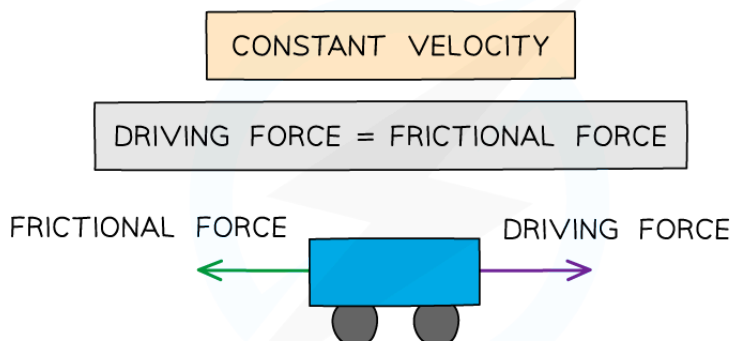 CONSTANT VELOCITY
DRIVING FORCE = FRICTIONAL FORCE
FRICTIONAL FORCE
DRIVING FORCE